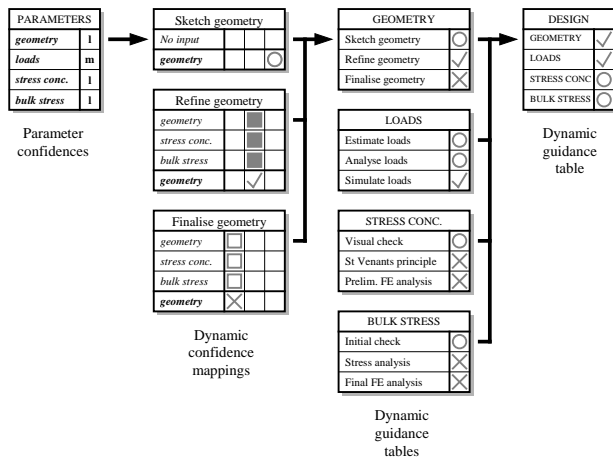 PARAMETERS
geometry l
loads m
stress conc. l
bulk stress l
Parameter
confidences
Sketch geometry
No input
geometry
Refine geometry
geometry
stress conc.
bulk stress
geometry
Finalise geometry
geometry
stress conc.
bulk stress
geometry
Dynamic
confidence
mappings
GEOMETRY
Sketch geometry
Refine geometry
Finalise geometry
LOADS
Estimate loads
Analyse loads
Simulate loads
STRESS CONC.
Visual check
St Venants principle
Prelim. FE analysis
BULK STRESS
Initial check
Stress analysis
Final FE analysis
Dynamic
guidance
tables
DESIGN
GEOMETRY
LOADS
STRESS CONC
BULK STRESS
Dynamic
guidance
table